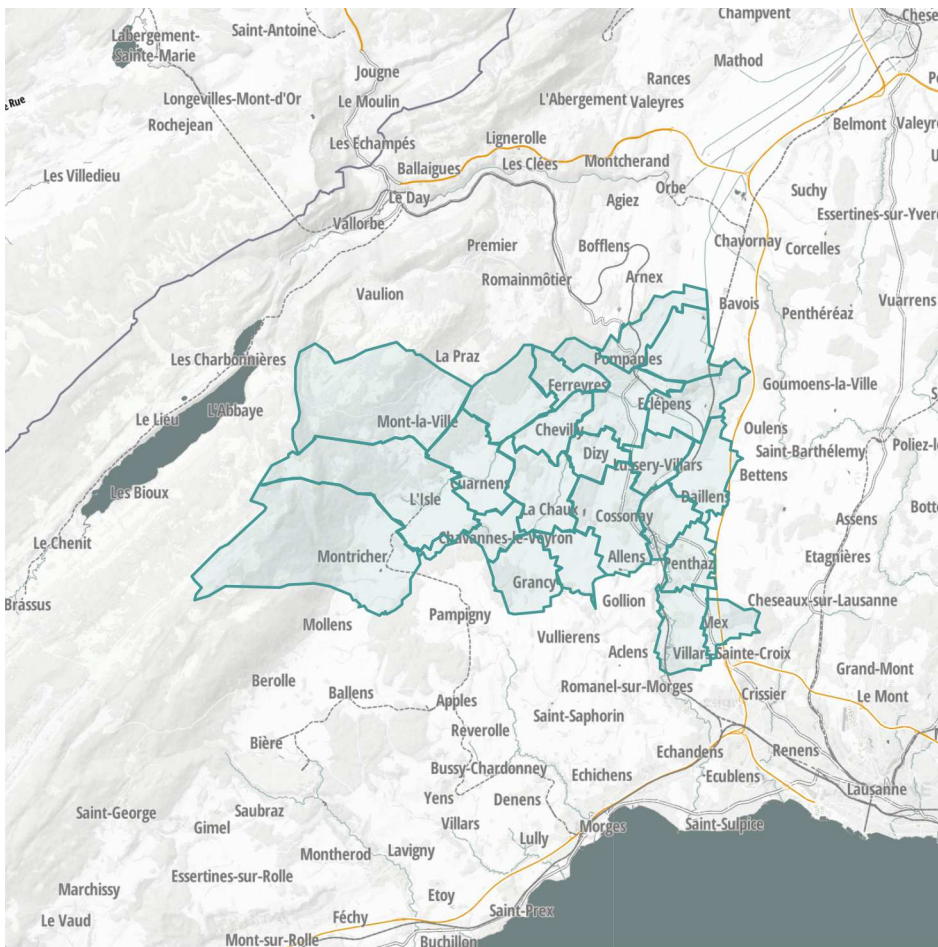 Champvent
Chese
Saint-Antoine
Labergement-
Sainte-Marie
Mathod
Jougne
Rances
Longevilles-Mont-d'Or
Le Moulin
L'Abergement
Valeyres
Rue
Rochejean
Belmont
Valeyre
Lignerolle
Les Echampés
Les Clées
Montcherand
Ballaigues
Les Villedieu
Orbe
Suchy
Le Day
Agiez
Essertines-sur-Yverd
Vallorbe
Premier
Bofflens
Chavornay
Corcelles
Romainmôtier
Arnex
Vaulion
Bavois
Vuarrens
Penthéréaz
La Praz
Pompaples
Les Charbonnières
Ferreyres
Goumoens-la-Ville
Eclépens
Le Lieu
L'Abbaye
Mont-la-Ville
Chevilly
Oulens
Dizy
Saint-Barthélemy
Poliez-le
Lussery-Villars
Bettens
Cuarnens
Les Bioux
L'Isle
Daillens
La Chaux
Cossonay
Assens
Botte
Le Chenit
Chavannes-le-Veyron
Montricher
Allens
Penthaz
Etagnières
Grancy
Brassus
Gollion
Cheseaux-sur-Lausanne
Mollens
Pampigny
Mex
Vullierens
Aclens
Villars-Sainte-Croix
Grand-Mont
Berolle
Ballens
Romanel-sur-Morges
Crissier
Le Mont
Apples
Saint-Saphorin
Reverolle
Bière
Echandens
Renens
Bussy-Chardonney
Echichens
Ecublens
Lausanne
Yens
Denens
Saint-George
Saubraz
Gimel
Villars
Morges
Saint-Sulpice
Lully
Montherod
Lavigny
Essertines-sur-Rolle
Marchissy
Etoy
Le Vaud
Féchy
Saint-Prex
Mont-sur-Rolle
Buchillon